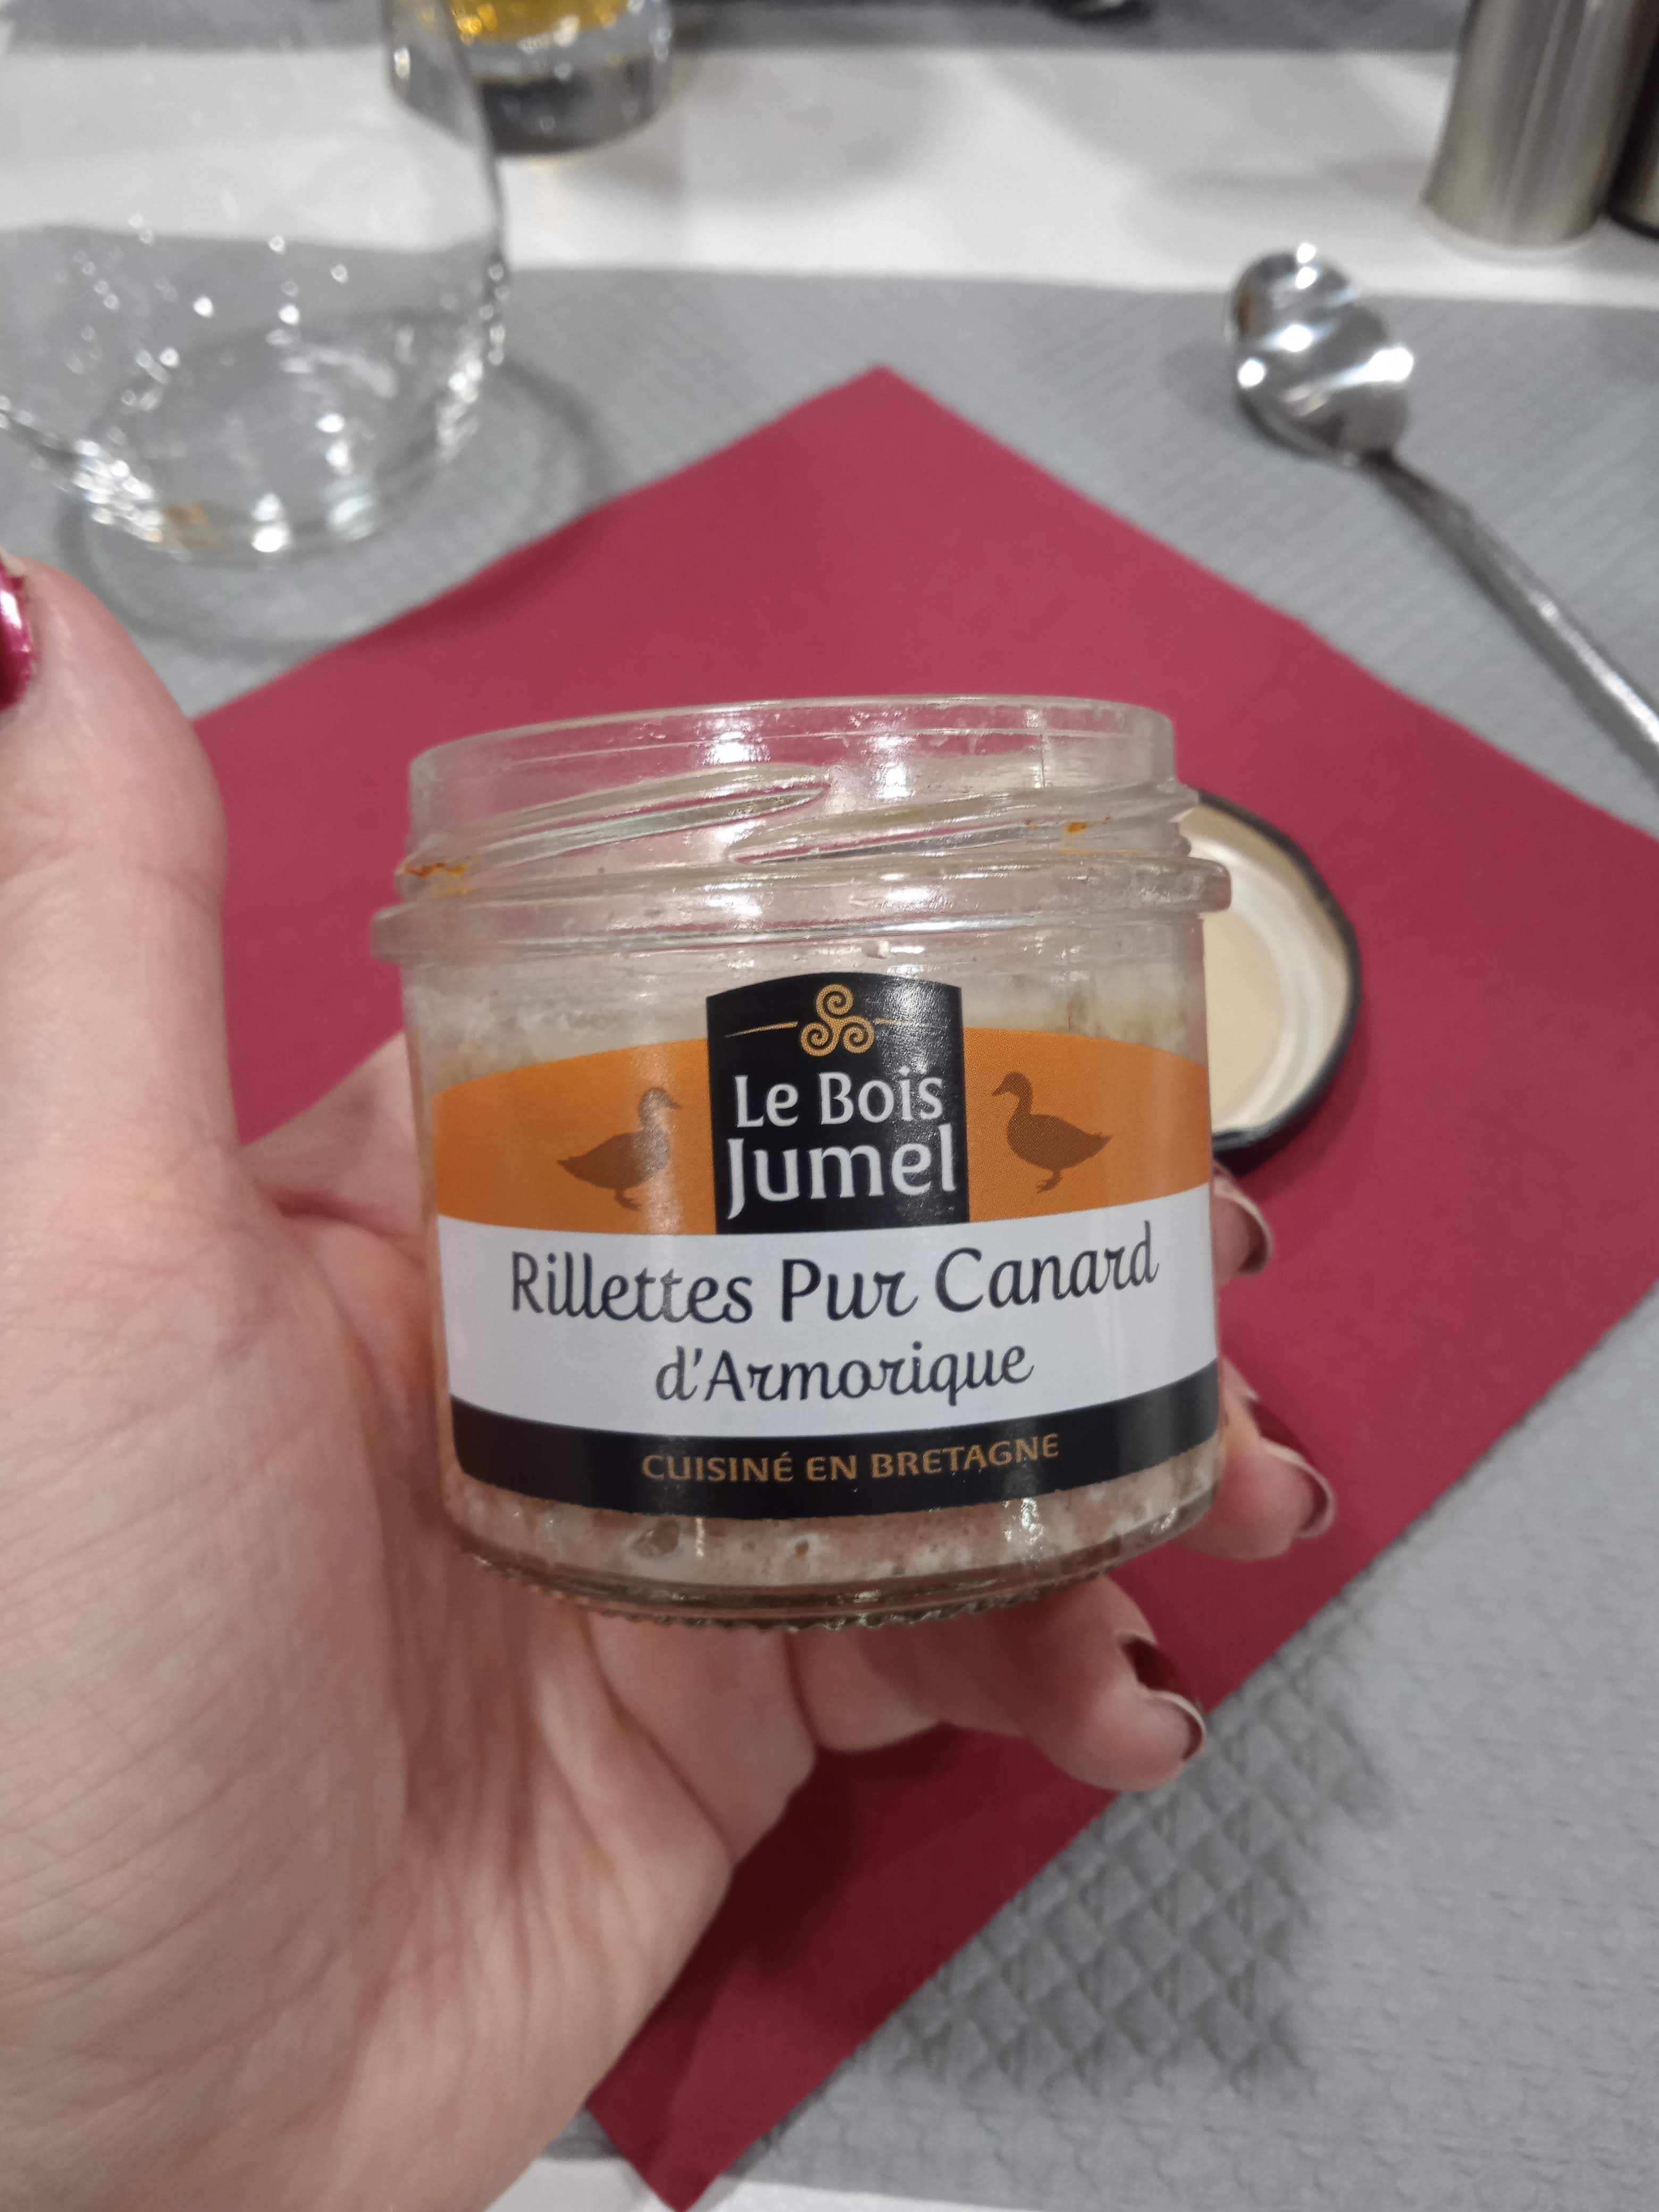 Le Bois
Jumel
Rillettes Pur Canard
d'Armorique
CUISINÉ EN BRETAGNE